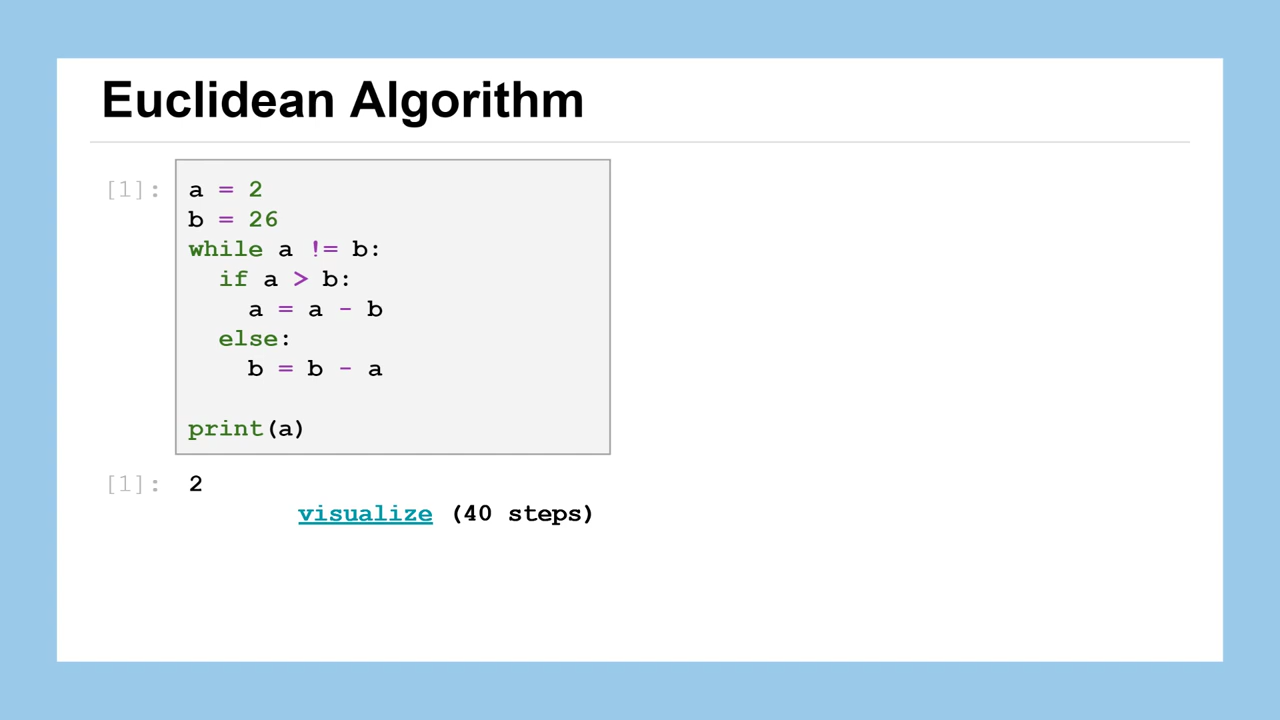 Euclidean Algorithm
[1]: a = 2
b = 26
while a != b:
  if a > b:
    a = a - b
  else:
    b = b - a
print(a)
[1]: 2
visualize (40 steps)